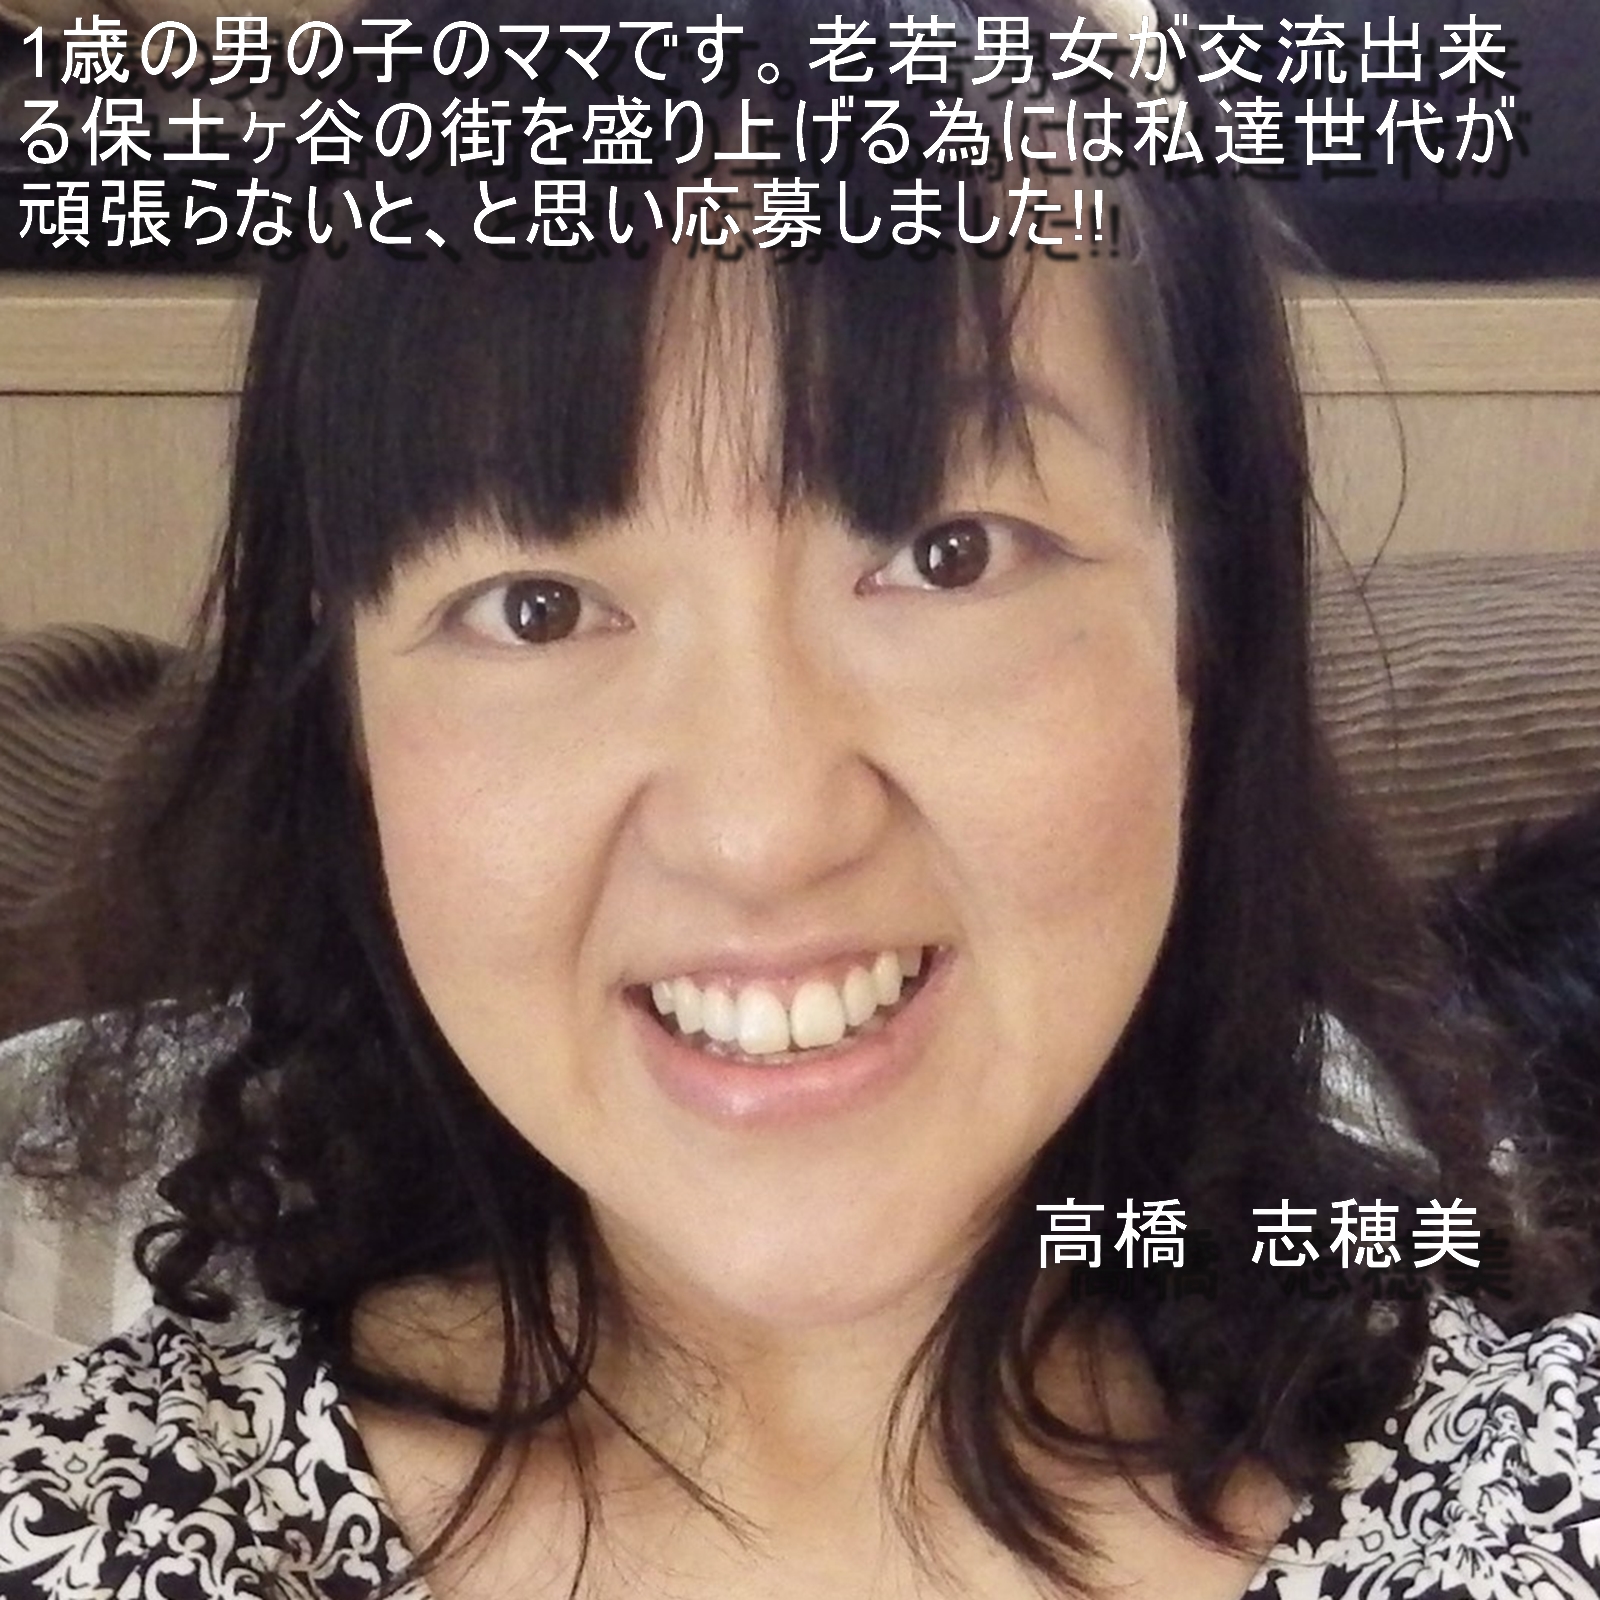 1歳の男の子のママです。老若男女が交流出来
る保土ヶ谷の街を盛り上げる為には私達世代が
頑張らないと、と思い応募しました!!
高橋　志穂美